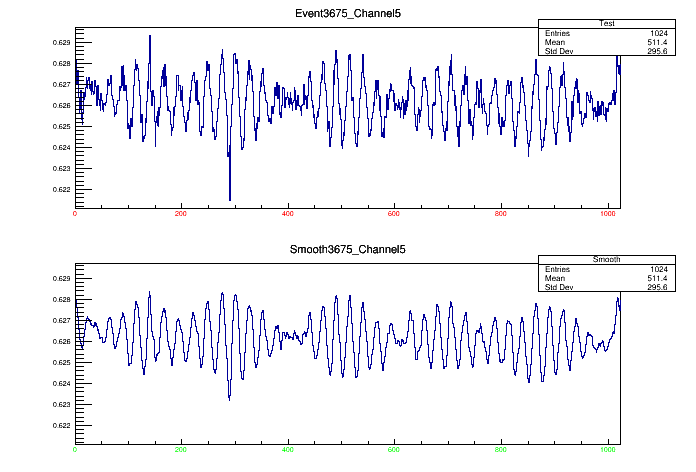 Event3675_Channel5
Test
Entries 1024
Mean 511.4
Std Dev 295.6
0.629
0.628
0.627
0.626
0.625
0.624
0.623
0.622
0 200 400 600 800 1000
Smooth3675_Channel5
Smooth
Entries 1024
Mean 511.4
Std Dev 295.6
0.629
0.628
0.627
0.626
0.625
0.624
0.623
0.622
0 200 400 600 800 1000